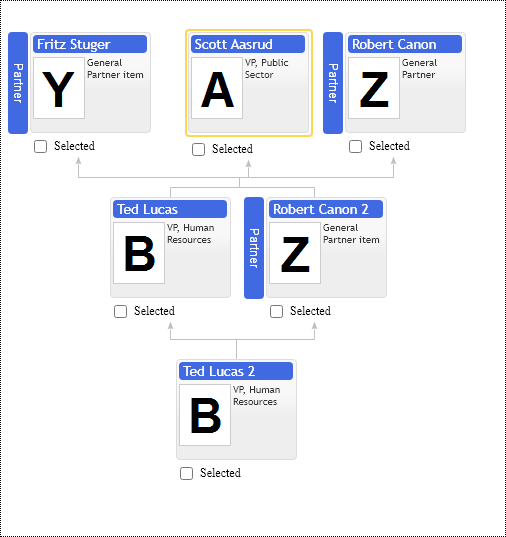 Partner
Fritz Stuger
Y
General
Partner item
Selected
Scott Aasrud
A
VP, Public
Sector
Selected
Partner
Robert Canon
Z
General
Partner
Selected
Ted Lucas
B
VP, Human
Resources
Selected
Partner
Robert Canon 2
Z
General
Partner item
Selected
Ted Lucas 2
B
VP, Human
Resources
Selected